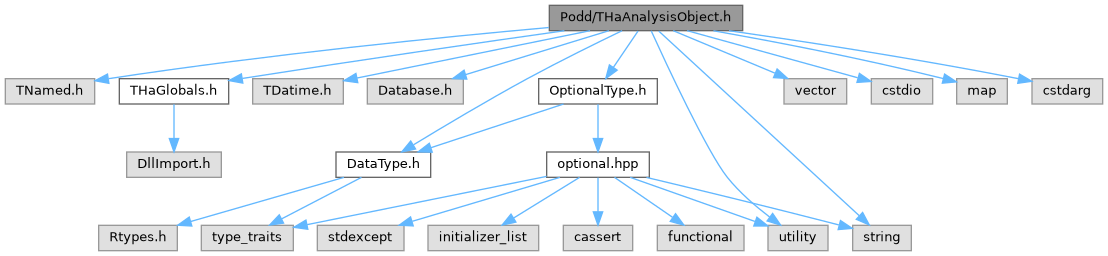 Podd/THaAnalysisObject.h
TNamed.h
THaGlobals.h
TDatime.h
Database.h
OptionalType.h
vector
cstdio
map
cstdarg
DllImport.h
DataType.h
optional.hpp
Rtypes.h
type_traits
stdexcept
initializer_list
cassert
functional
utility
string